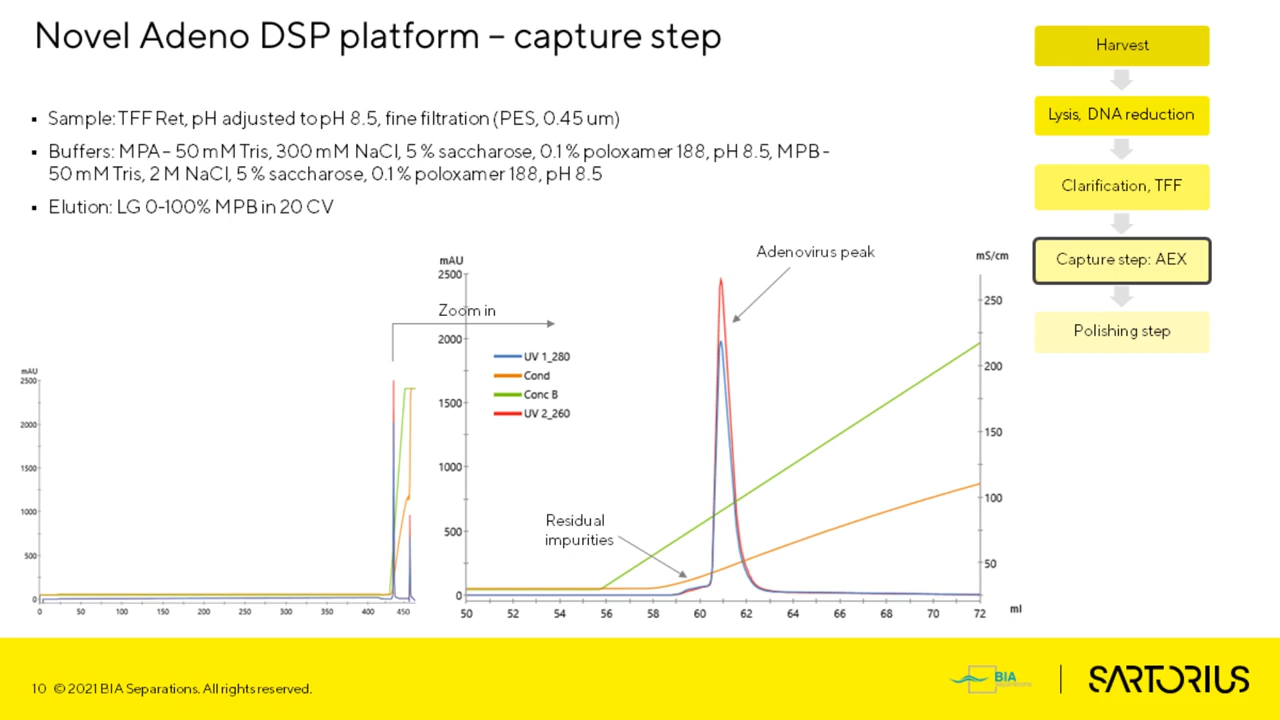 Novel Adeno DSP platform – capture step
▪ Sample: TFF Ret, pH adjusted to pH 8.5, fine filtration (PES, 0.45 um)
▪ Buffers: MPA – 50 mM Tris, 300 mM NaCl, 5 % saccharose, 0.1 % poloxamer 188, pH 8.5, MPB -
50 mM Tris, 2 M NaCl, 5 % saccharose, 0.1 % poloxamer 188, pH 8.5
▪ Elution: LG 0-100% MPB in 20 CV
Harvest
Lysis, DNA reduction
Clarification, TFF
Capture step: AEX
Polishing step
mAU
2500
2000
1500
1000
500
0
0 50 100 150 200 250 300 350 400 450
Zoom in
mAU
2500
2000
1500
1000
500
0
UV 1_280
Cond
Conc B
UV 2_260
Adenovirus peak
Residual
impurities
mS/cm
250
200
150
100
50
50 52 54 56 58 60 62 64 66 68 70 72 ml
10 © 2021 BIA Separations. All rights reserved.
BIA
separations
SARTORIUS